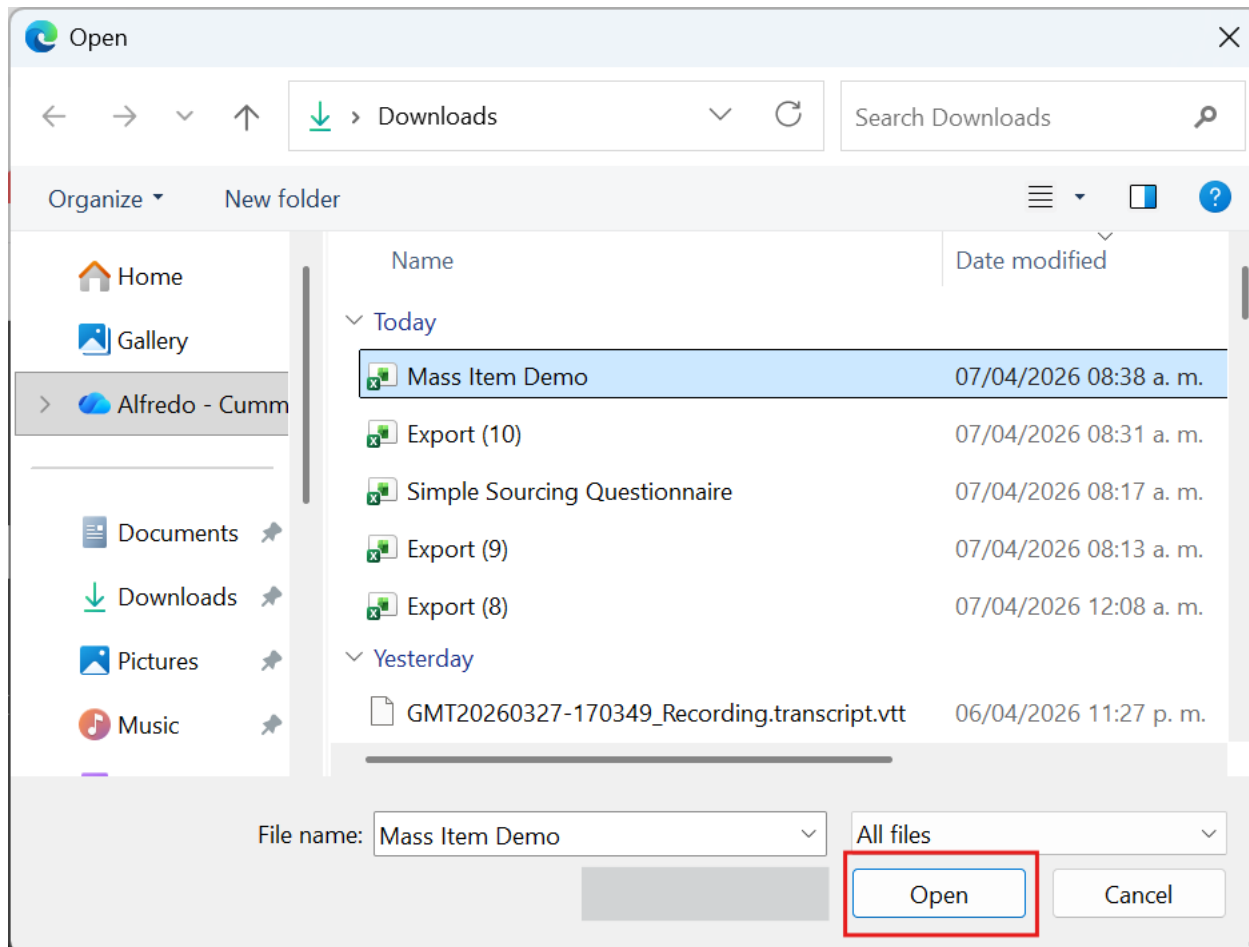 Open
Downloads
Search Downloads
Organize
New folder
Home
Gallery
Alfredo - Cumm
Documents
Downloads
Pictures
Music
Name Date modified
Today
Mass Item Demo 07/04/2026 08:38 a. m.
Export (10) 07/04/2026 08:31 a. m.
Simple Sourcing Questionnaire 07/04/2026 08:17 a. m.
Export (9) 07/04/2026 08:13 a. m.
Export (8) 07/04/2026 12:08 a. m.
Yesterday
GMT20260327-170349_Recording.transcript.vtt 06/04/2026 11:27 p. m.
File name: Mass Item Demo
All files
Open
Cancel